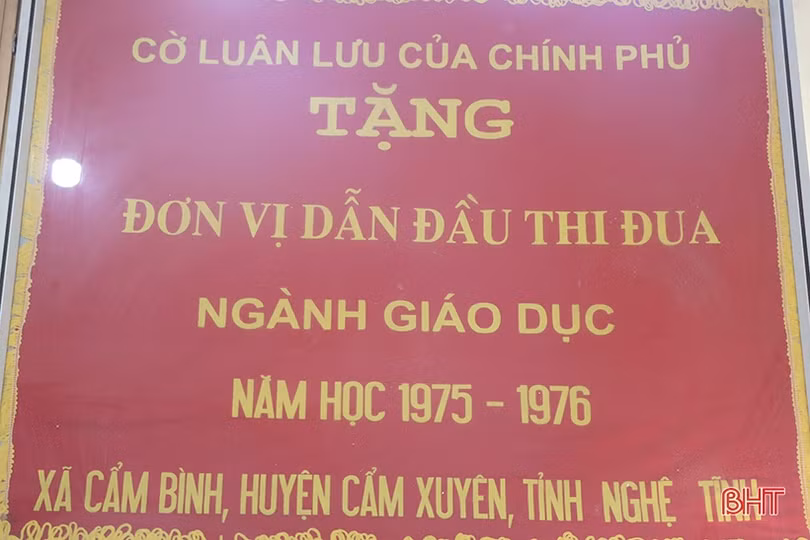 CỜ LUÂN LƯU CỦA CHÍNH PHỦ
TẶNG
ĐƠN VỊ DẪN ĐẦU THI ĐUA
NGÀNH GIÁO DỤC
NĂM HỌC 1975 - 1976
XÃ CẨM BÌNH, HUYỆN CẨM XUYÊN, TỈNH NGHỆ TĨNH
BHT